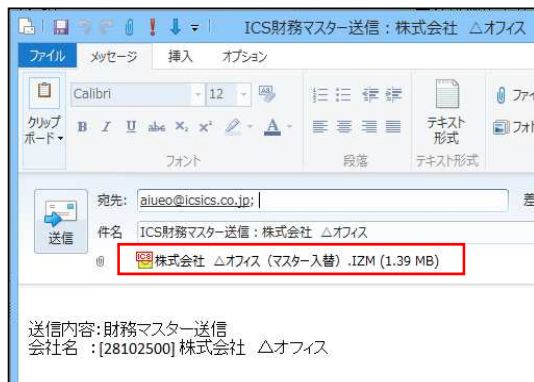 ICS財務マスター送信：株式会社　△オフィス
ファイル メッセージ 挿入 オプション
Calibri 12
クリップ
ボード
B I U abc X₂ X² A
テキスト
形式
フォント 段落 テキスト形式
宛先: aiueo@icsics.co.jp;
送信
件名 ICS財務マスター送信：株式会社　△オフィス
株式会社　△オフィス（マスター入替）.IZM (1.39 MB)
送信内容:財務マスター送信
会社名　:[28102500] 株式会社　△オフィス